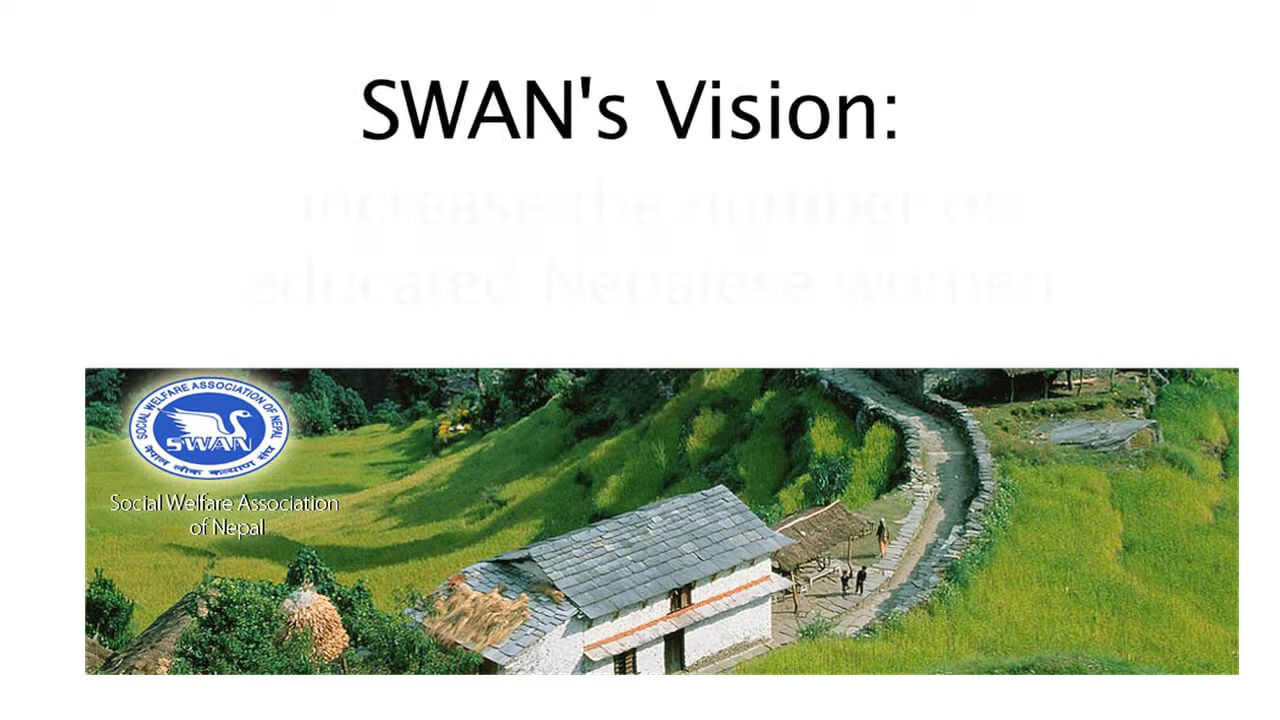 SWAN's Vision:
Increase the number of
educated Nepalese women
SOCIAL WELFARE ASSOCIATION OF NEPAL
SWAN
नेपाल लोक कल्याण संघ
Social Welfare Association
of Nepal